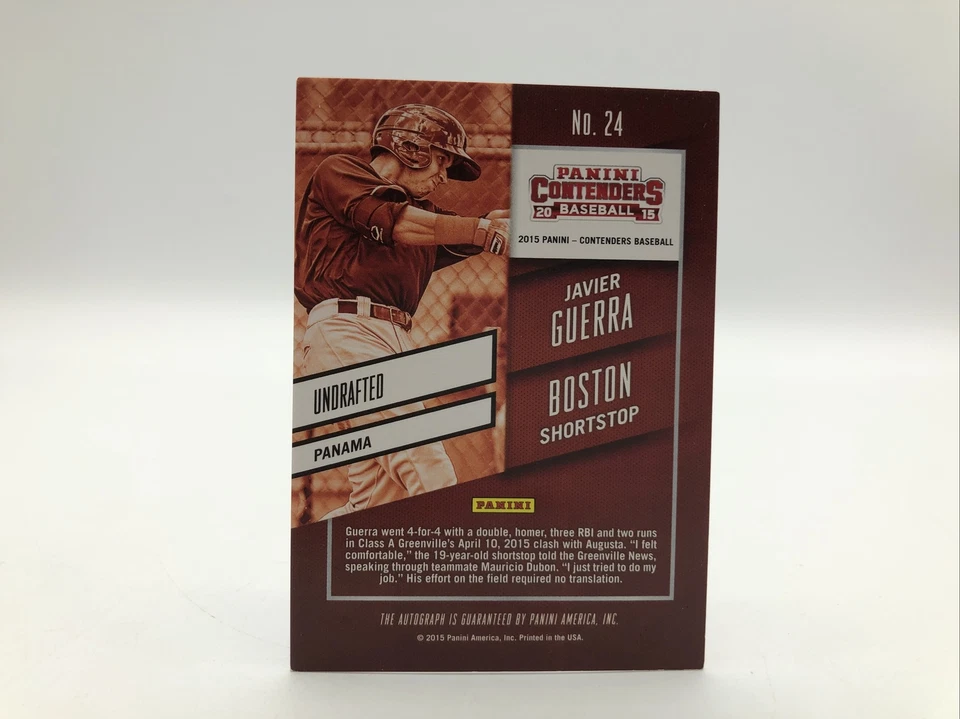 No. 24
PANINI
CONTENDERS
20 BASEBALL 15
2015 PANINI – CONTENDERS BASEBALL
JAVIER
GUERRA
BOSTON
SHORTSTOP
UNDRAFTED
PANAMA
PANINI
Guerra went 4-for-4 with a double, homer, three RBI and two runs
in Class A Greenville's April 10, 2015 clash with Augusta. "I felt
comfortable," the 19-year-old shortstop told the Greenville News,
speaking through teammate Mauricio Dubon. "I just tried to do my
job." His effort on the field required no translation.
THE AUTOGRAPH IS GUARANTEED BY PANINI AMERICA, INC.
© 2015 Panini America, Inc. Printed in the USA.